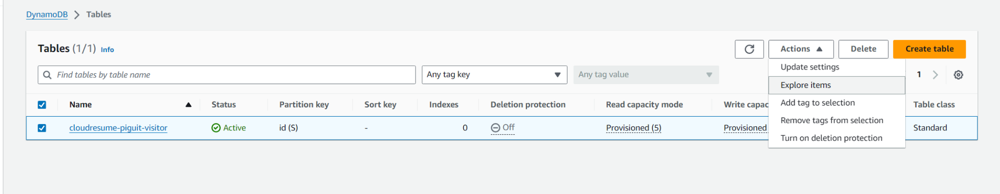 DynamoDB > Tables
Tables (1/1) Info
Actions ▲ Delete Create table
Find tables by table name Any tag key Any tag value 1
Update settings
Explore items
Add tag to selection
Remove tags from selection
Turn on deletion protection
Name Status Partition key Sort key Indexes Deletion protection Read capacity mode Write capac Table class
cloudresume-piguit-visitor Active id (S) - 0 Off Provisioned (5) Provisioned Standard